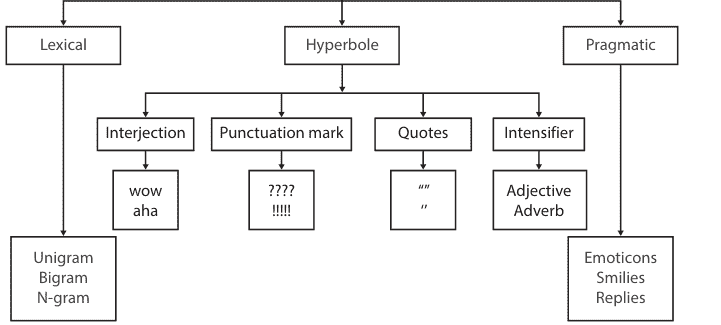 Lexical
Hyperbole
Pragmatic
Interjection
Punctuation mark
Quotes
Intensifier
wow
aha
????
!!!!!
“”
‘’
Adjective
Adverb
Unigram
Bigram
N-gram
Emoticons
Smilies
Replies